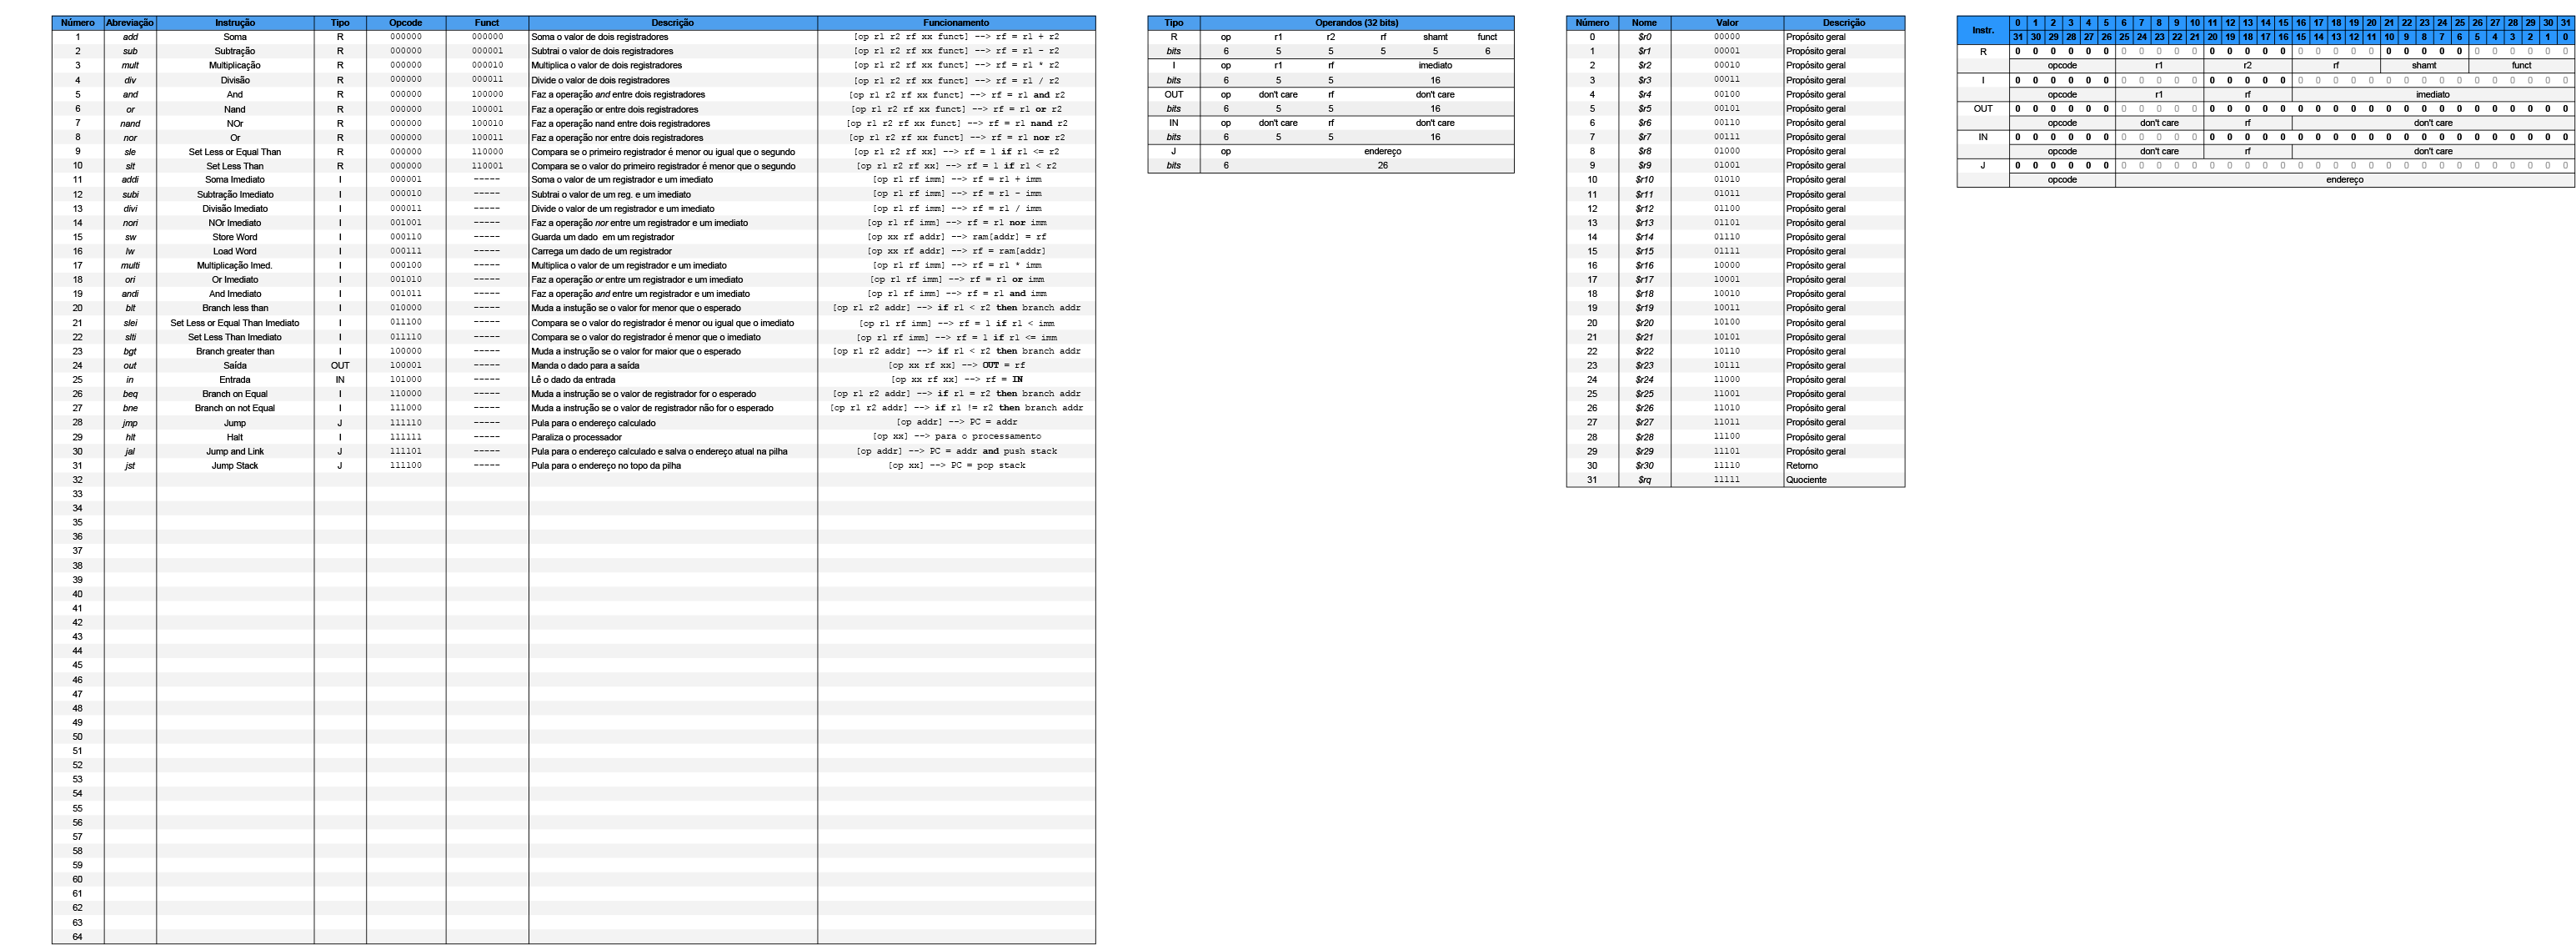 Número Abreviação Instrução Tipo Opcode Funct Descrição Funcionamento
1 add Soma R 000000 000000 Soma o valor de dois registradores [op r1 r2 rf xx funct] --> rf = r1 + r2
2 sub Subtração R 000000 000001 Subtrai o valor de dois registradores [op r1 r2 rf xx funct] --> rf = r1 - r2
3 mult Multiplicação R 000000 000010 Multiplica o valor de dois registradores [op r1 r2 rf xx funct] --> rf = r1 * r2
4 div Divisão R 000000 000011 Divide o valor de dois registradores [op r1 r2 rf xx funct] --> rf = r1 / r2
5 and And R 000000 100000 Faz a operação and entre dois registradores [op r1 r2 rf xx funct] --> rf = r1 and r2
6 or Nand R 000000 100001 Faz a operação or entre dois registradores [op r1 r2 rf xx funct] --> rf = r1 or r2
7 nand NOr R 000000 100010 Faz a operação nand entre dois registradores [op r1 r2 rf xx funct] --> rf = r1 nand r2
8 nor Or R 000000 100011 Faz a operação nor entre dois registradores [op r1 r2 rf xx funct] --> rf = r1 nor r2
9 sle Set Less or Equal Than R 000000 110000 Compara se o primeiro registrador é menor ou igual que o segundo [op r1 r2 rf xx] --> rf = 1 if r1 <= r2
10 slt Set Less Than R 000000 110001 Compara se o valor do primeiro registrador é menor que o segundo [op r1 r2 rf xx] --> rf = 1 if r1 < r2
11 addi Soma Imediato I 000001 ----- Soma o valor de um registrador e um imediato [op r1 rf imm] --> rf = r1 + imm
12 subi Subtração Imediato I 000010 ----- Subtrai o valor de um reg. e um imediato [op r1 rf imm] --> rf = r1 - imm
13 divi Divisão Imediato I 000011 ----- Divide o valor de um registrador e um imediato [op r1 rf imm] --> rf = r1 / imm
14 nori NOr Imediato I 001001 ----- Faz a operação nor entre um registrador e um imediato [op r1 rf imm] --> rf = r1 nor imm
15 sw Store Word I 000110 ----- Guarda um dado em um registrador [op xx rf addr] --> ram[addr] = rf
16 lw Load Word I 000111 ----- Carrega um dado de um registrador [op xx rf addr] --> rf = ram[addr]
17 multi Multiplicação Imed. I 000100 ----- Multiplica o valor de um registrador e um imediato [op r1 rf imm] --> rf = r1 * imm
18 ori Or Imediato I 001010 ----- Faz a operação or entre um registrador e um imediato [op r1 rf imm] --> rf = r1 or imm
19 andi And Imediato I 001011 ----- Faz a operação and entre um registrador e um imediato [op r1 rf imm] --> rf = r1 and imm
20 blt Branch less than I 010000 ----- Muda a instução se o valor for menor que o esperado [op r1 r2 addr] --> if r1 < r2 then branch addr
21 slei Set Less or Equal Than Imediato I 011100 ----- Compara se o valor do registrador é menor ou igual que o imediato [op r1 rf imm] --> rf = 1 if r1 < imm
22 slti Set Less Than Imediato I 011110 ----- Compara se o valor do registrador é menor que o imediato [op r1 rf imm] --> rf = 1 if r1 <= imm
23 bgt Branch greater than I 100000 ----- Muda a instrução se o valor for maior que o esperado [op r1 r2 addr] --> if r1 < r2 then branch addr
24 out Saída OUT 100001 ----- Manda o dado para a saída [op xx rf xx] --> OUT = rf
25 in Entrada IN 101000 ----- Lê o dado da entrada [op xx rf xx] --> rf = IN
26 beq Branch on Equal I 110000 ----- Muda a instrução se o valor de registrador for o esperado [op r1 r2 addr] --> if r1 = r2 then branch addr
27 bne Branch on not Equal I 111000 ----- Muda a instrução se o valor de registrador não for o esperado [op r1 r2 addr] --> if r1 != r2 then branch addr
28 jmp Jump J 111110 ----- Pula para o endereço calculado [op addr] --> PC = addr
29 hlt Halt I 111111 ----- Paraliza o processador [op xx] --> para o processamento
30 jal Jump and Link J 111101 ----- Pula para o endereço calculado e salva o endereço atual na pilha [op addr] --> PC = addr and push stack
31 jst Jump Stack J 111100 ----- Pula para o endereço no topo da pilha [op xx] --> PC = pop stack
32
33
34
35
36
37
38
39
40
41
42
43
44
45
46
47
48
49
50
51
52
53
54
55
56
57
58
59
60
61
62
63
64
Tipo Operandos (32 bits)
R op r1 r2 rf shamt funct
bits 6 5 5 5 5 6
I op r1 rf imediato
bits 6 5 5 16
OUT op don't care rf don't care
bits 6 5 5 16
IN op don't care rf don't care
bits 6 5 5 16
J op endereço
bits 6 26
Número Nome Valor Descrição
0 $r0 00000 Propósito geral
1 $r1 00001 Propósito geral
2 $r2 00010 Propósito geral
3 $r3 00011 Propósito geral
4 $r4 00100 Propósito geral
5 $r5 00101 Propósito geral
6 $r6 00110 Propósito geral
7 $r7 00111 Propósito geral
8 $r8 01000 Propósito geral
9 $r9 01001 Propósito geral
10 $r10 01010 Propósito geral
11 $r11 01011 Propósito geral
12 $r12 01100 Propósito geral
13 $r13 01101 Propósito geral
14 $r14 01110 Propósito geral
15 $r15 01111 Propósito geral
16 $r16 10000 Propósito geral
17 $r17 10001 Propósito geral
18 $r18 10010 Propósito geral
19 $r19 10011 Propósito geral
20 $r20 10100 Propósito geral
21 $r21 10101 Propósito geral
22 $r22 10110 Propósito geral
23 $r23 10111 Propósito geral
24 $r24 11000 Propósito geral
25 $r25 11001 Propósito geral
26 $r26 11010 Propósito geral
27 $r27 11011 Propósito geral
28 $r28 11100 Propósito geral
29 $r29 11101 Propósito geral
30 $r30 11110 Retorno
31 $rq 11111 Quociente
Instr. 0 1 2 3 4 5 6 7 8 9 10 11 12 13 14 15 16 17 18 19 20 21 22 23 24 25 26 27 28 29 30 31
31 30 29 28 27 26 25 24 23 22 21 20 19 18 17 16 15 14 13 12 11 10 9 8 7 6 5 4 3 2 1 0
R 0 0 0 0 0 0 0 0 0 0 0 0 0 0 0 0 0 0 0 0 0 0 0 0 0 0 0 0 0 0 0 0
opcode r1 r2 rf shamt funct
I 0 0 0 0 0 0 0 0 0 0 0 0 0 0 0 0 0 0 0 0 0 0 0 0 0 0 0 0 0 0 0 0
opcode r1 rf imediato
OUT 0 0 0 0 0 0 0 0 0 0 0 0 0 0 0 0 0 0 0 0 0 0 0 0 0 0 0 0 0 0 0 0
opcode don't care rf don't care
IN 0 0 0 0 0 0 0 0 0 0 0 0 0 0 0 0 0 0 0 0 0 0 0 0 0 0 0 0 0 0 0 0
opcode don't care rf don't care
J 0 0 0 0 0 0 0 0 0 0 0 0 0 0 0 0 0 0 0 0 0 0 0 0 0 0 0 0 0 0 0 0
opcode endereço